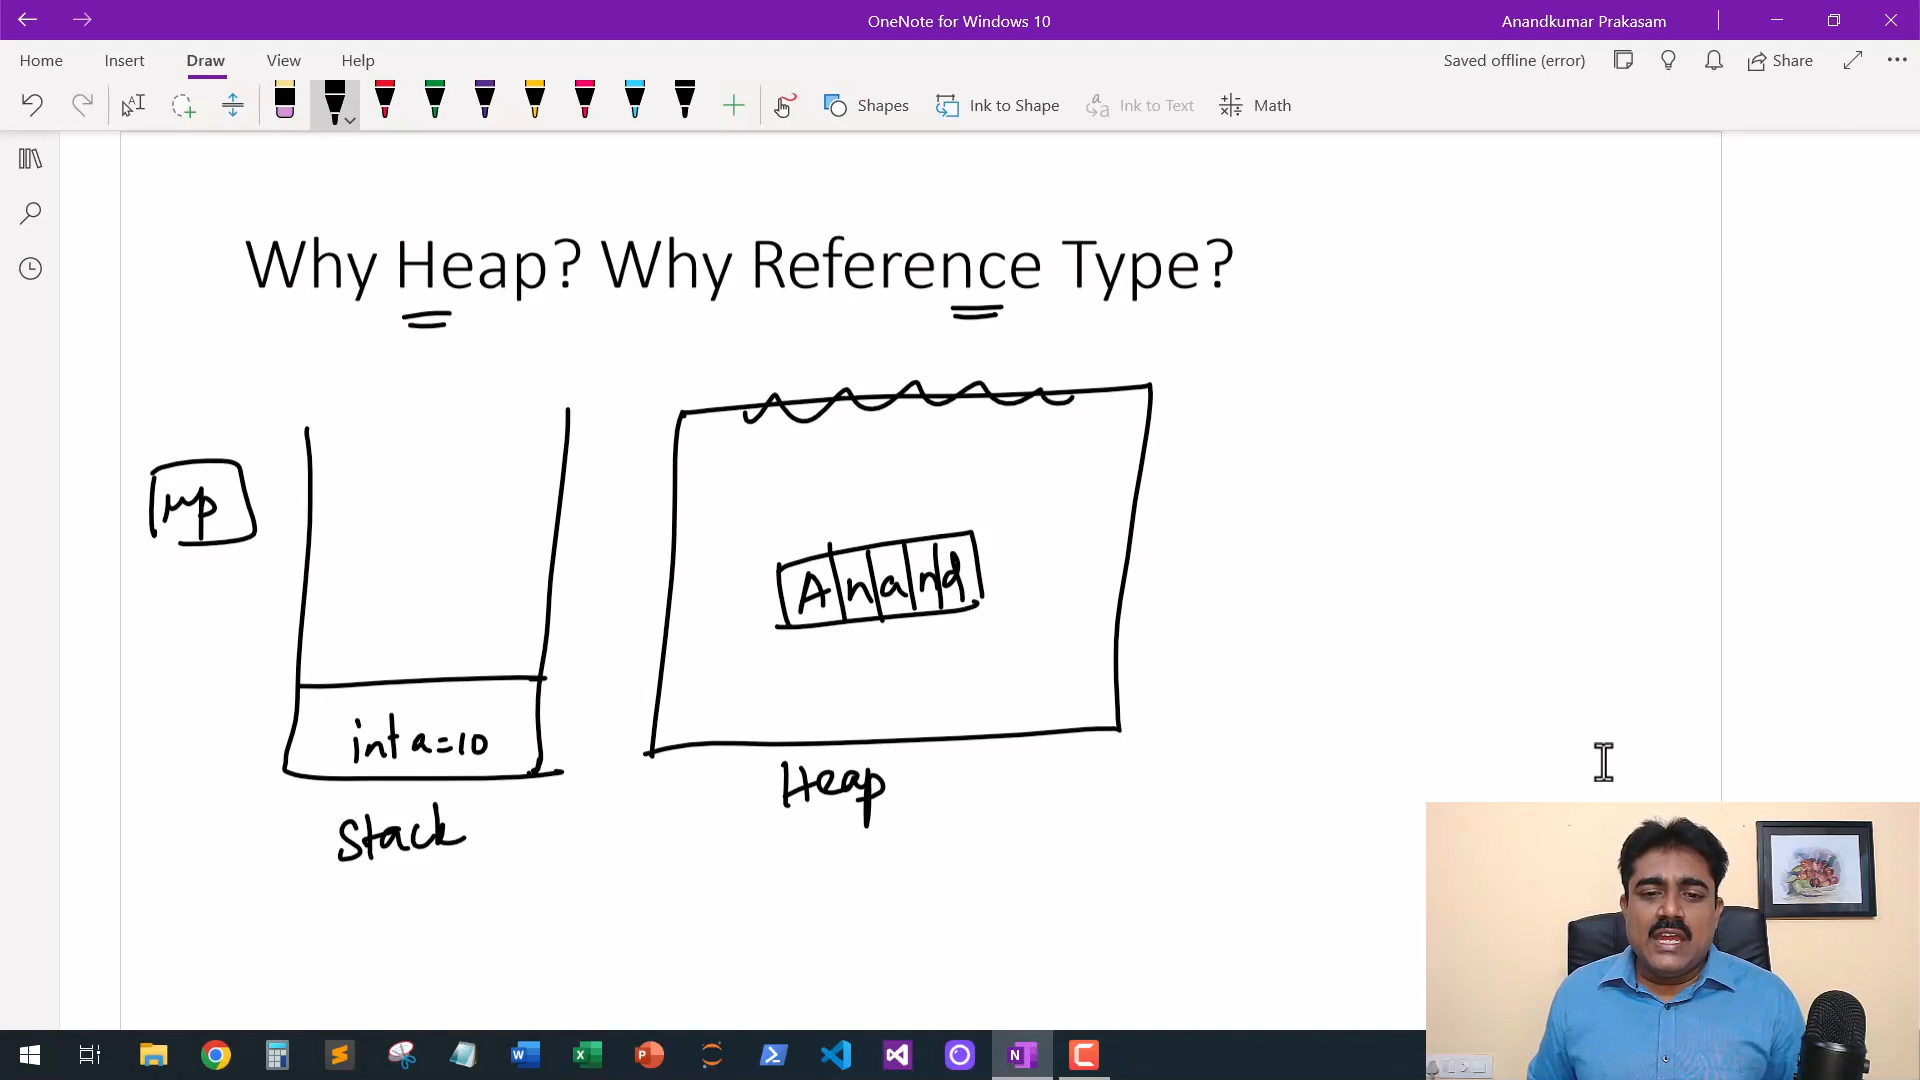 OneNote for Windows 10
Anandkumar Prakasam
Home Insert Draw View Help
Saved offline (error) Share
Shapes Ink to Shape Ink to Text Math
Why Heap? Why Reference Type?
μp
A n a n d
int a = 10
Heap
Stack